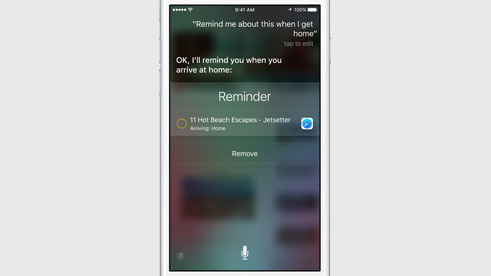 9:41 AM
100%
“Remind me about this when I get
home”
tap to edit
OK, I'll remind you when you
arrive at home:
Reminder
11 Hot Beach Escapes - Jetsetter
Arriving: Home
Remove
?